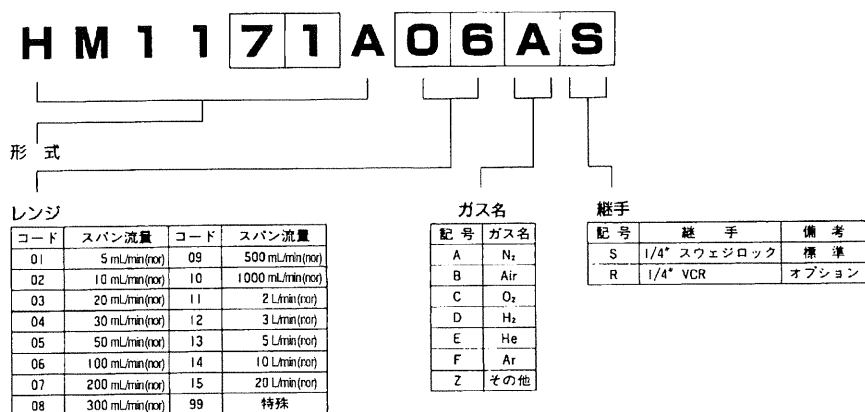 HM1171A06AS
形 式
レンジ
コード スパン流量 コード スパン流量
01 5 mL/min(nor) 09 500 mL/min(nor)
02 10 mL/min(nor) 10 1000 mL/min(nor)
03 20 mL/min(nor) 11 2 L/min(nor)
04 30 mL/min(nor) 12 3 L/min(nor)
05 50 mL/min(nor) 13 5 L/min(nor)
06 100 mL/min(nor) 14 10 L/min(nor)
07 200 mL/min(nor) 15 20 L/min(nor)
08 300 mL/min(nor) 99 特殊
ガス名
記 号 ガス名
A N₂
B Air
C O₂
D H₂
E He
F Ar
Z その他
継手
記 号 継 手 備 考
S 1/4" スウェジロック 標 準
R 1/4" VCR オプション